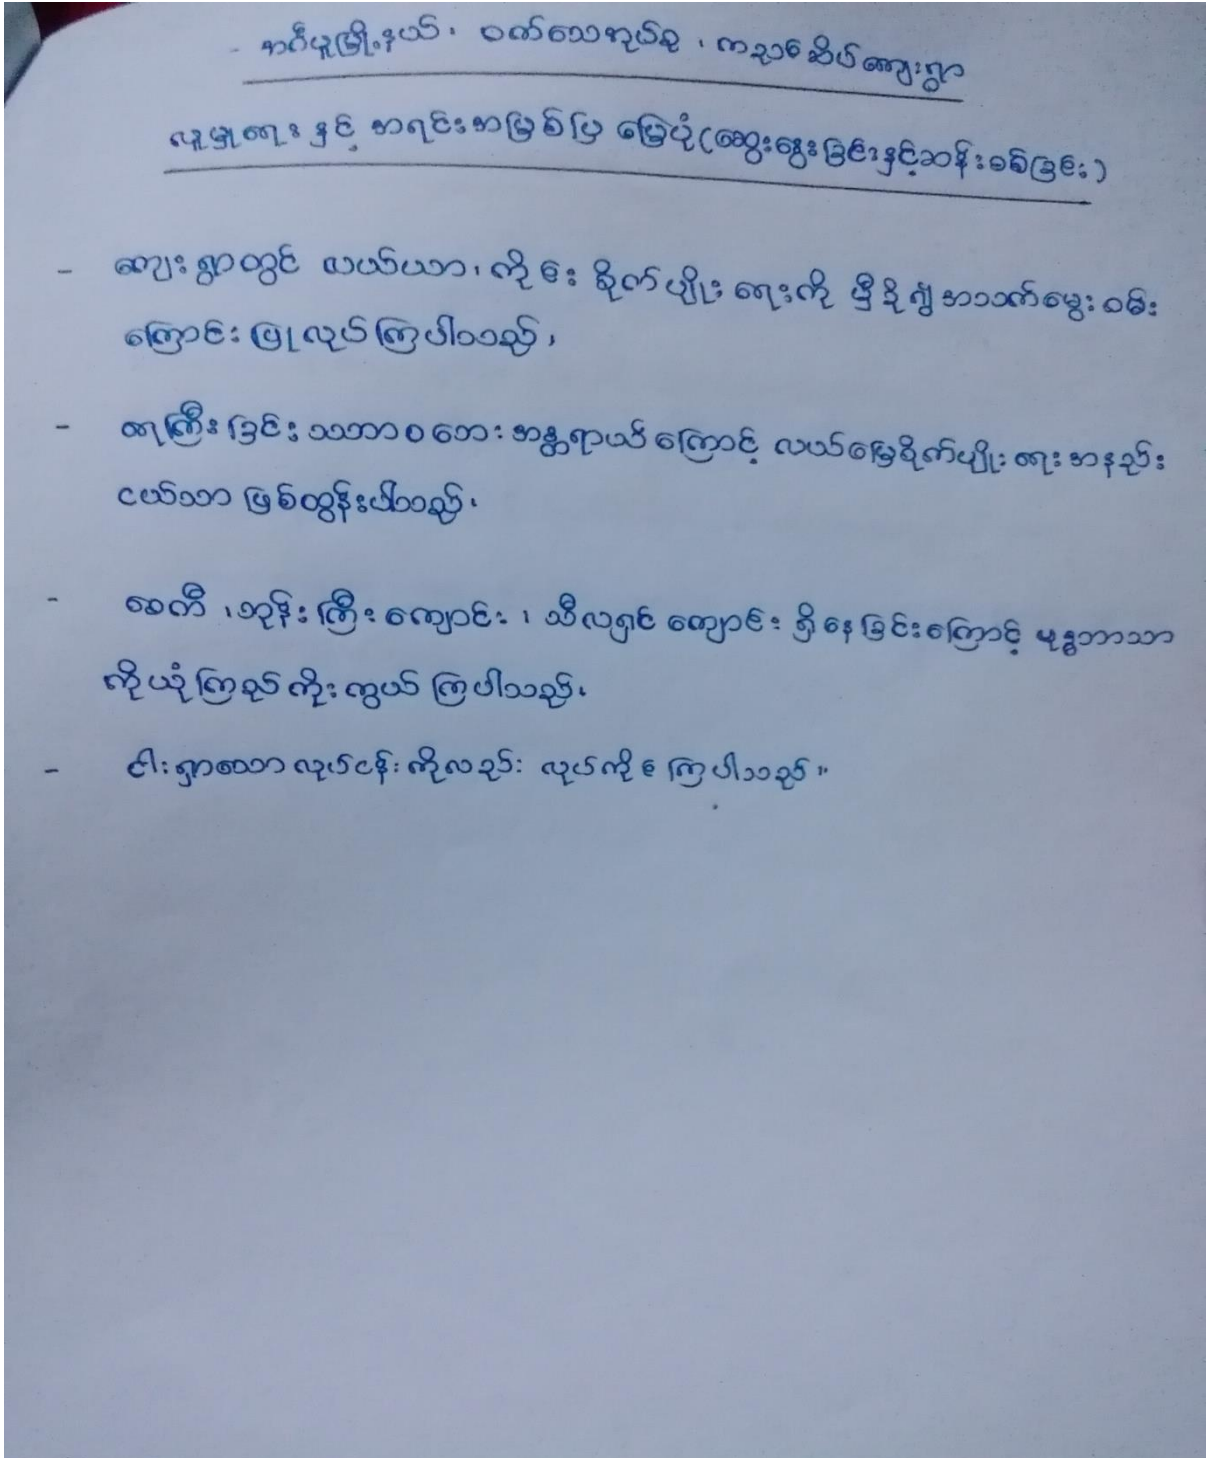 - အင်္ဂပူမြို့နယ်၊ ဝက်သေအုပ်စု၊ ကညစ်ဆိပ်ကျေးရွာ
လူမှုရေးနှင့် အရင်းအမြစ်ပြ မြေပုံ(ဆွေးနွေးခြင်းနှင့်ဆန်းစစ်ခြင်း)
- ကျေးရွာတွင် လယ်ယာ၊ ကိုင်း စိုက်ပျိုးရေးကို မှီခို၍ အသက်မွေးဝမ်း
ကြောင်းပြုလုပ်ကြပါသည်၊
- ရေကြီးခြင်း သဘာဝဘေးအန္တရာယ်ကြောင့် လယ်မြေစိုက်ပျိုးရေးအနည်း
ငယ်သာ ဖြစ်ထွန်းပါသည်၊
- စေတီ၊ဘုန်းကြီးကျောင်း၊ သီလရှင်ကျောင်း ရှိနေခြင်းကြောင့် ဗုဒ္ဓဘာသာ
ကိုယုံကြည်ကိုးကွယ်ကြပါသည်၊
- ငါးရှာသောလုပ်ငန်းကိုလည်း လုပ်ကိုင်ကြပါသည်။